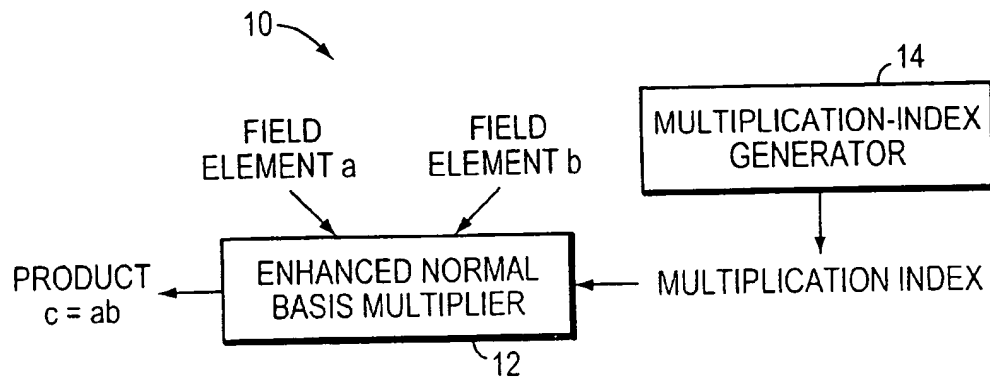 10
14
FIELD
ELEMENT a
FIELD
ELEMENT b
MULTIPLICATION-INDEX
GENERATOR
PRODUCT
c = ab
ENHANCED NORMAL
BASIS MULTIPLIER
MULTIPLICATION INDEX
12